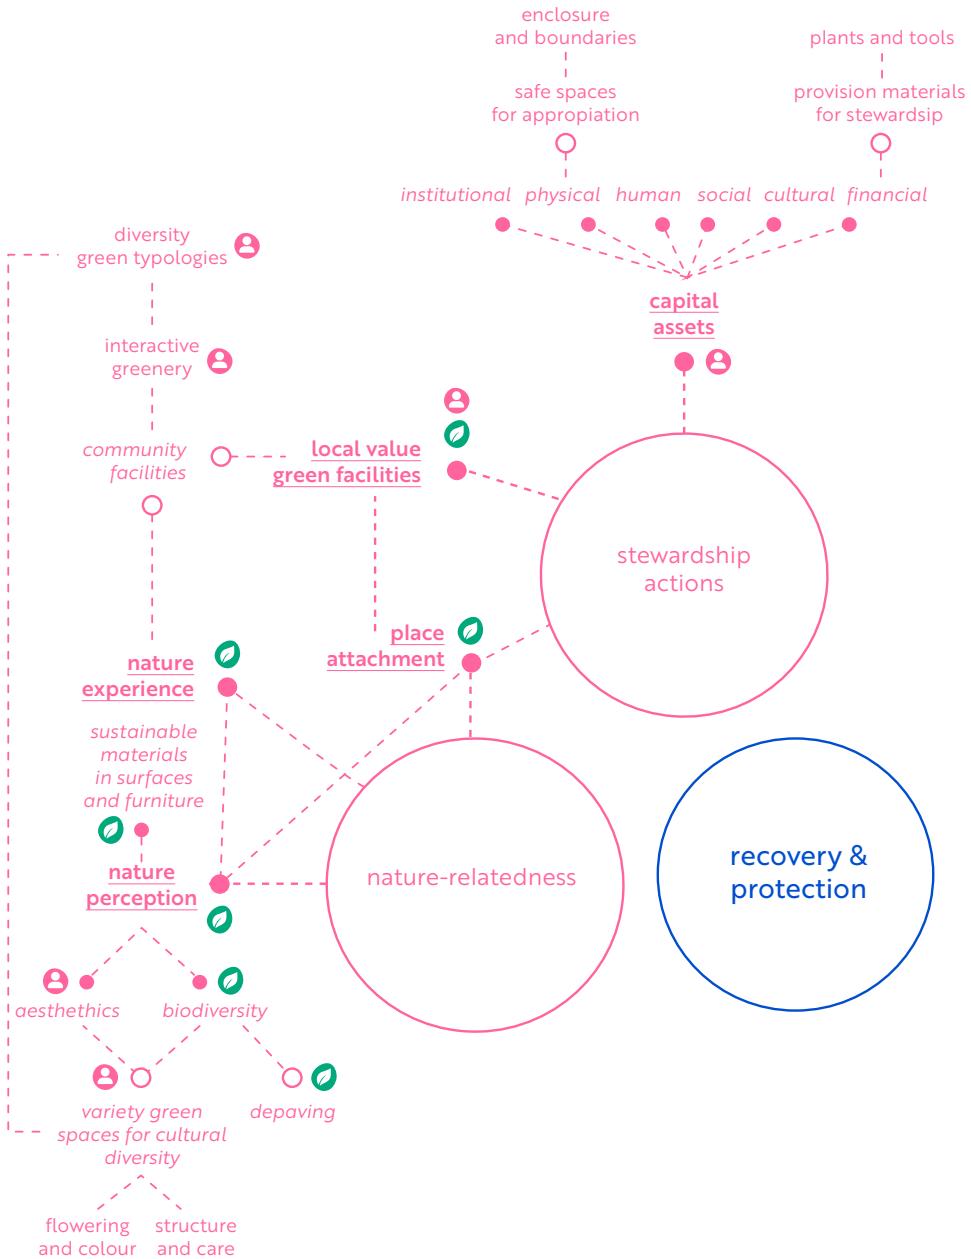 enclosure
and boundaries
plants and tools
safe spaces
for appropiation
provision materials
for stewardsip
institutional physical human social cultural financial
diversity
green typologies
capital
assets
interactive
greenery
community
facilities
local value
green facilities
stewardship
actions
place
attachment
nature
experience
sustainable
materials
in surfaces
and furniture
nature
perception
nature-relatedness
recovery &
protection
aesthethics
biodiversity
variety green
spaces for cultural
diversity
depaving
flowering
and colour
structure
and care